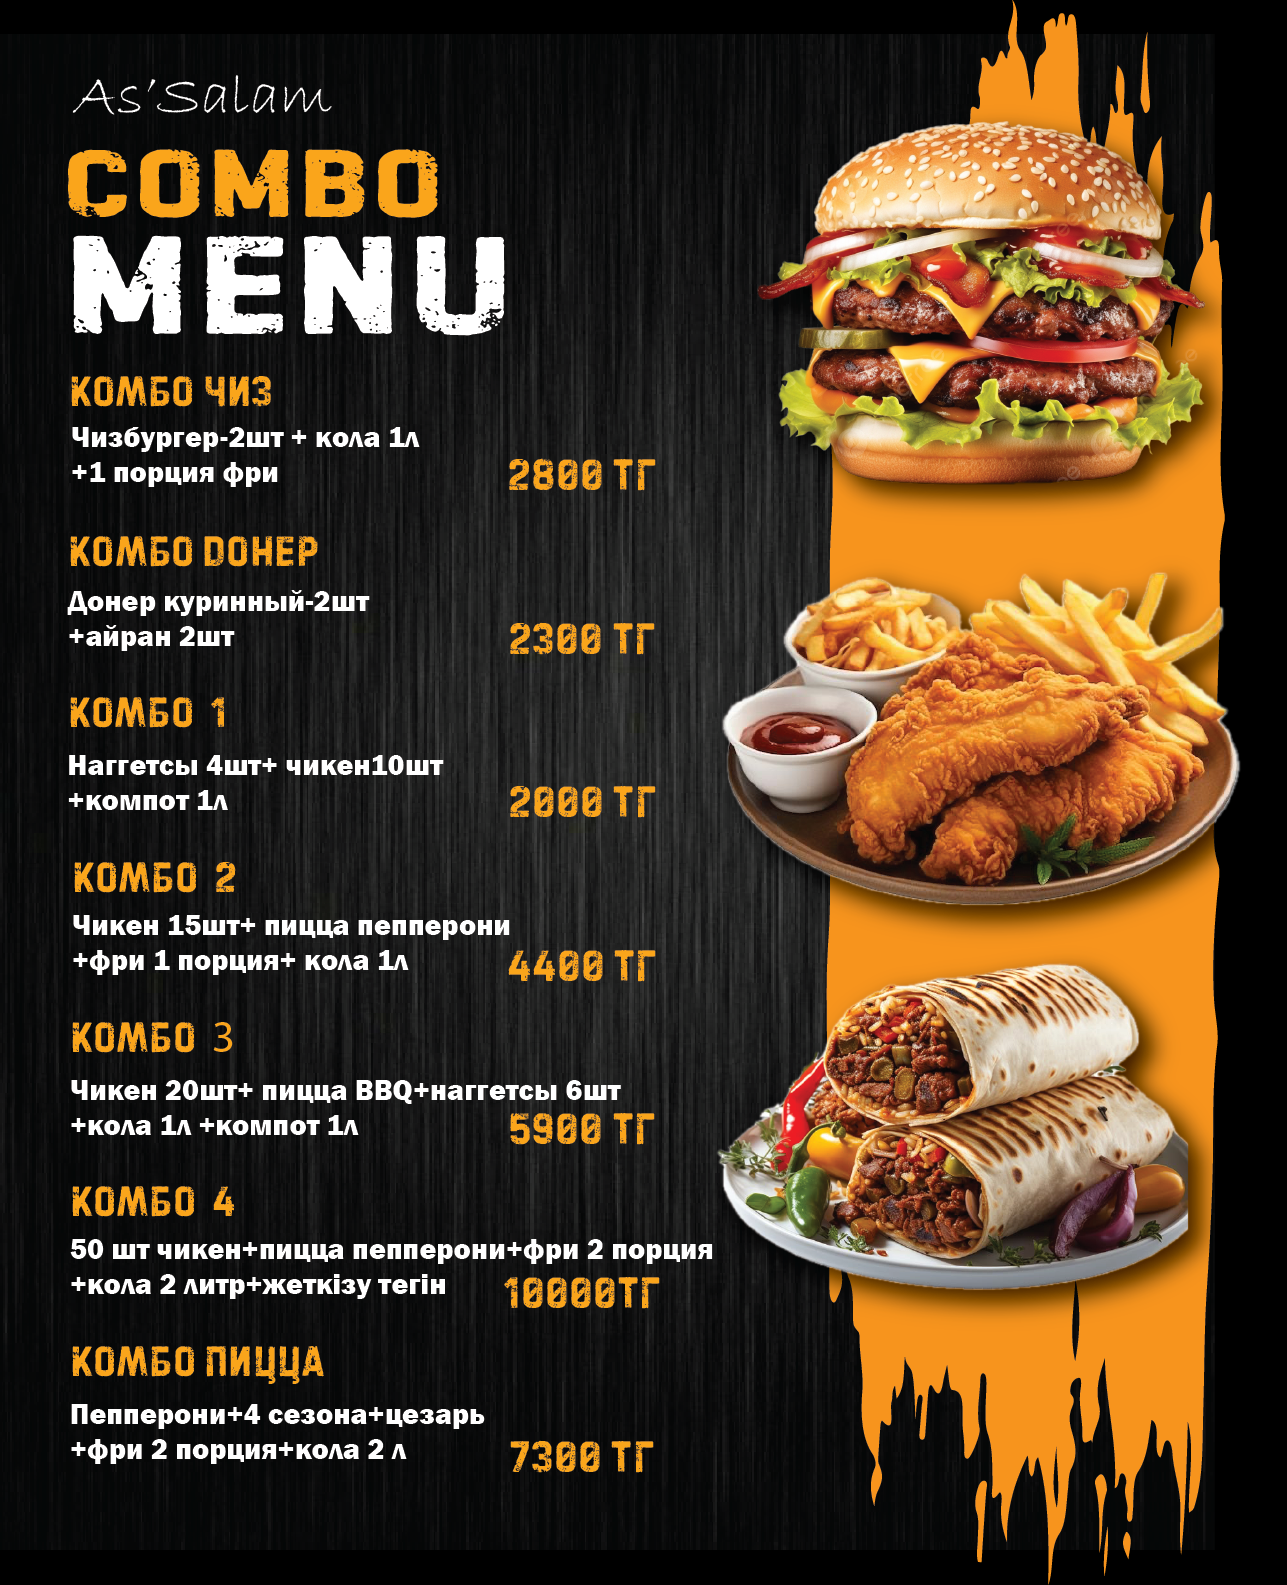 As'Salam
COMBO
MENU
КОМБО ЧИЗ
Чизбургер-2шт + кола 1л
+1 порция фри
2800 ТГ
КОМБО DОНЕР
Донер куринный-2шт
+айран 2шт
2300 ТГ
КОМБО 1
Наггетсы 4шт+ чикен10шт
+компот 1л
2000 ТГ
КОМБО 2
Чикен 15шт+ пицца пепперони
+фри 1 порция+ кола 1л
4400 ТГ
КОМБО 3
Чикен 20шт+ пицца BBQ+наггетсы 6шт
+кола 1л +компот 1л
5900 ТГ
КОМБО 4
50 шт чикен+пицца пепперони+фри 2 порция
+кола 2 литр+жеткізу тегін
10000ТГ
КОМБО ПИЦЦА
Пепперони+4 сезона+цезарь
+фри 2 порция+кола 2 л
7300 ТГ